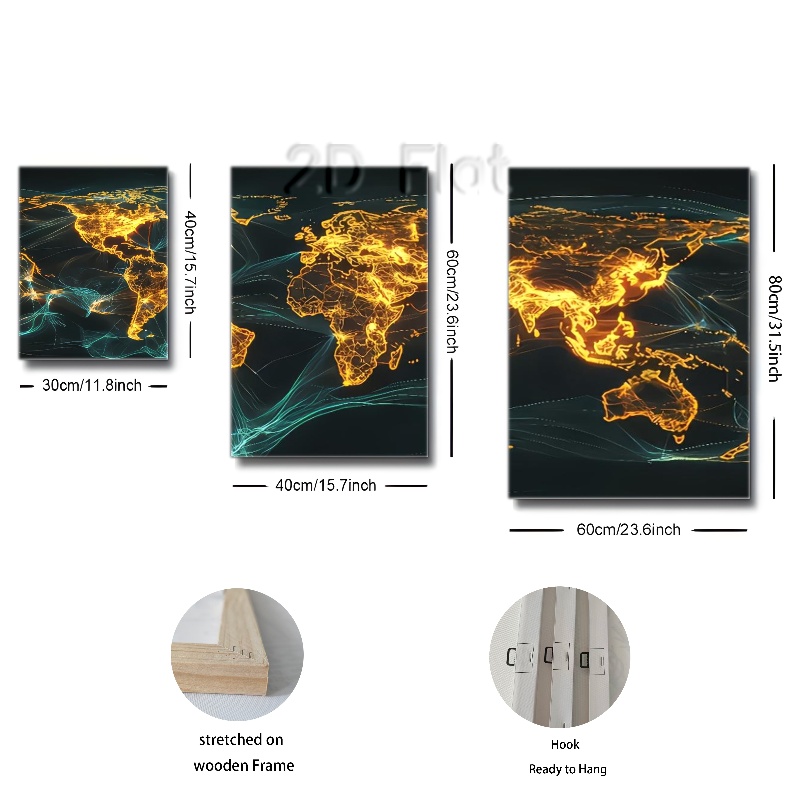 2D Flat
40cm/15.7inch
30cm/11.8inch
60cm/23.6inch
40cm/15.7inch
80cm/31.5inch
60cm/23.6inch
stretched on
wooden Frame
Hook
Ready to Hang